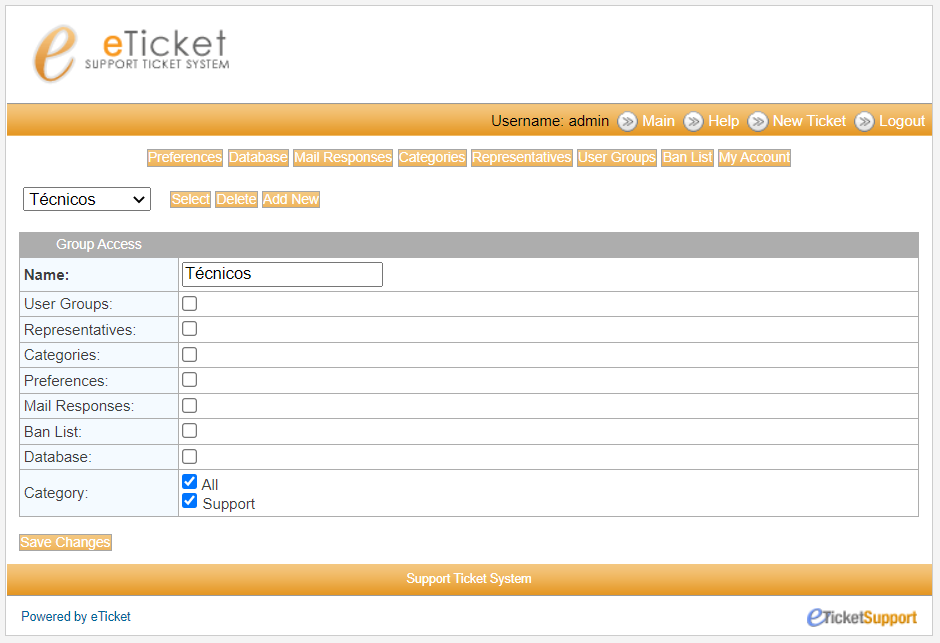 eTicket
SUPPORT TICKET SYSTEM
Username: admin Main Help New Ticket Logout
Preferences Database Mail Responses Categories Representatives User Groups Ban List My Account
Técnicos Select Delete Add New
Group Access
Name: Técnicos
User Groups:
Representatives:
Categories:
Preferences:
Mail Responses:
Ban List:
Database:
Category:
All
Support
Save Changes
Support Ticket System
Powered by eTicket eTicketSupport